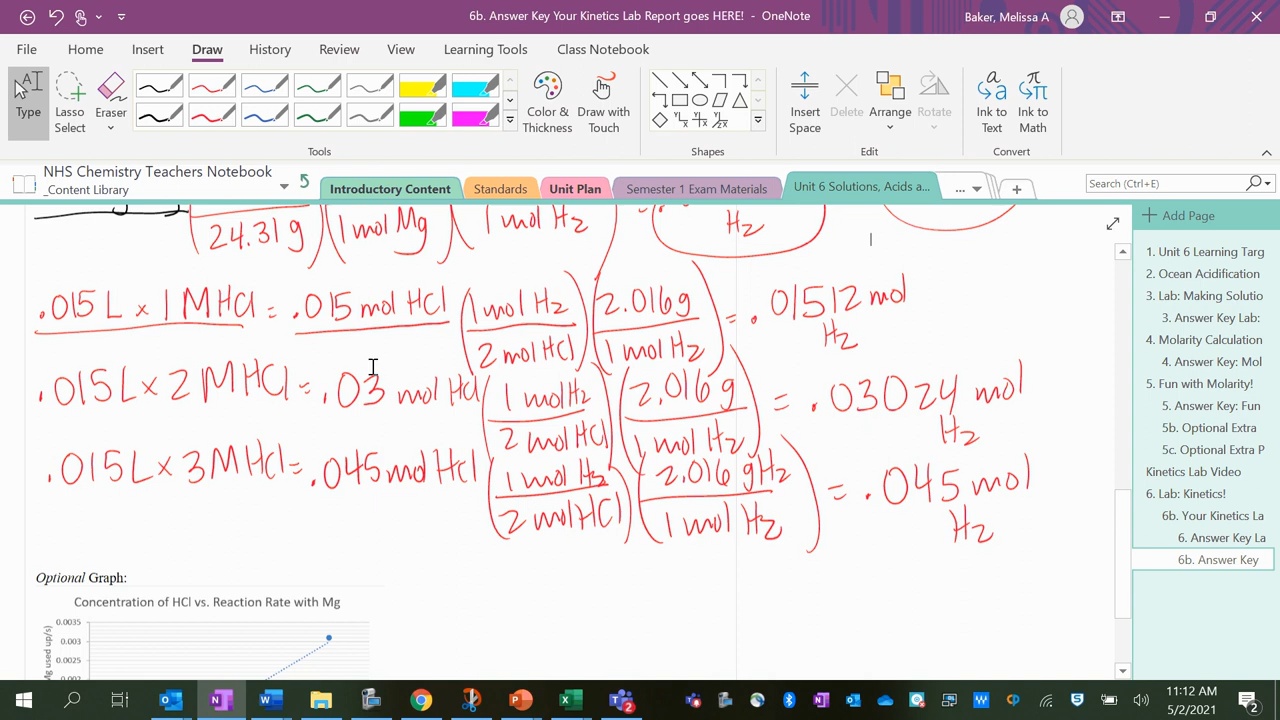 6b. Answer Key Your Kinetics Lab Report goes HERE! - OneNote
Baker, Melissa A
File Home Insert Draw History Review View Learning Tools Class Notebook
Type
Lasso Select
Eraser
Color & Thickness
Draw with Touch
Insert Space
Delete
Arrange
Rotate
Ink to Text
Ink to Math
Tools
Shapes
Edit
Convert
NHS Chemistry Teachers Notebook
_Content Library
Introductory Content Standards Unit Plan Semester 1 Exam Materials Unit 6 Solutions, Acids a... ...
Search (Ctrl+E)
Add Page
1. Unit 6 Learning Targ
2. Ocean Acidification
3. Lab: Making Solutio
3. Answer Key Lab:
4. Molarity Calculation
4. Answer Key: Mol
5. Fun with Molarity!
5. Answer Key: Fun
5b. Optional Extra
5c. Optional Extra P
Kinetics Lab Video
6. Lab: Kinetics!
6b. Your Kinetics La
6. Answer Key La
6b. Answer Key
24.31 g 1 mol Mg 1 mol H2 H2
.015 L x 1 M HCl = .015 mol HCl (1 mol H2 / 2 mol HCl) (2.016 g / 1 mol H2) = .01512 mol H2
.015 L x 2 M HCl = .03 mol HCl (1 mol H2 / 2 mol HCl) (2.016 g / 1 mol H2) = .03024 mol H2
.015 L x 3 M HCl = .045 mol HCl (1 mol H2 / 2 mol HCl) (2.016 g H2 / 1 mol H2) = .045 mol H2
Optional Graph:
Concentration of HCl vs. Reaction Rate with Mg
0.0035
0.003
0.0025
0.002
Mg used up/s)
11:12 AM
5/2/2021